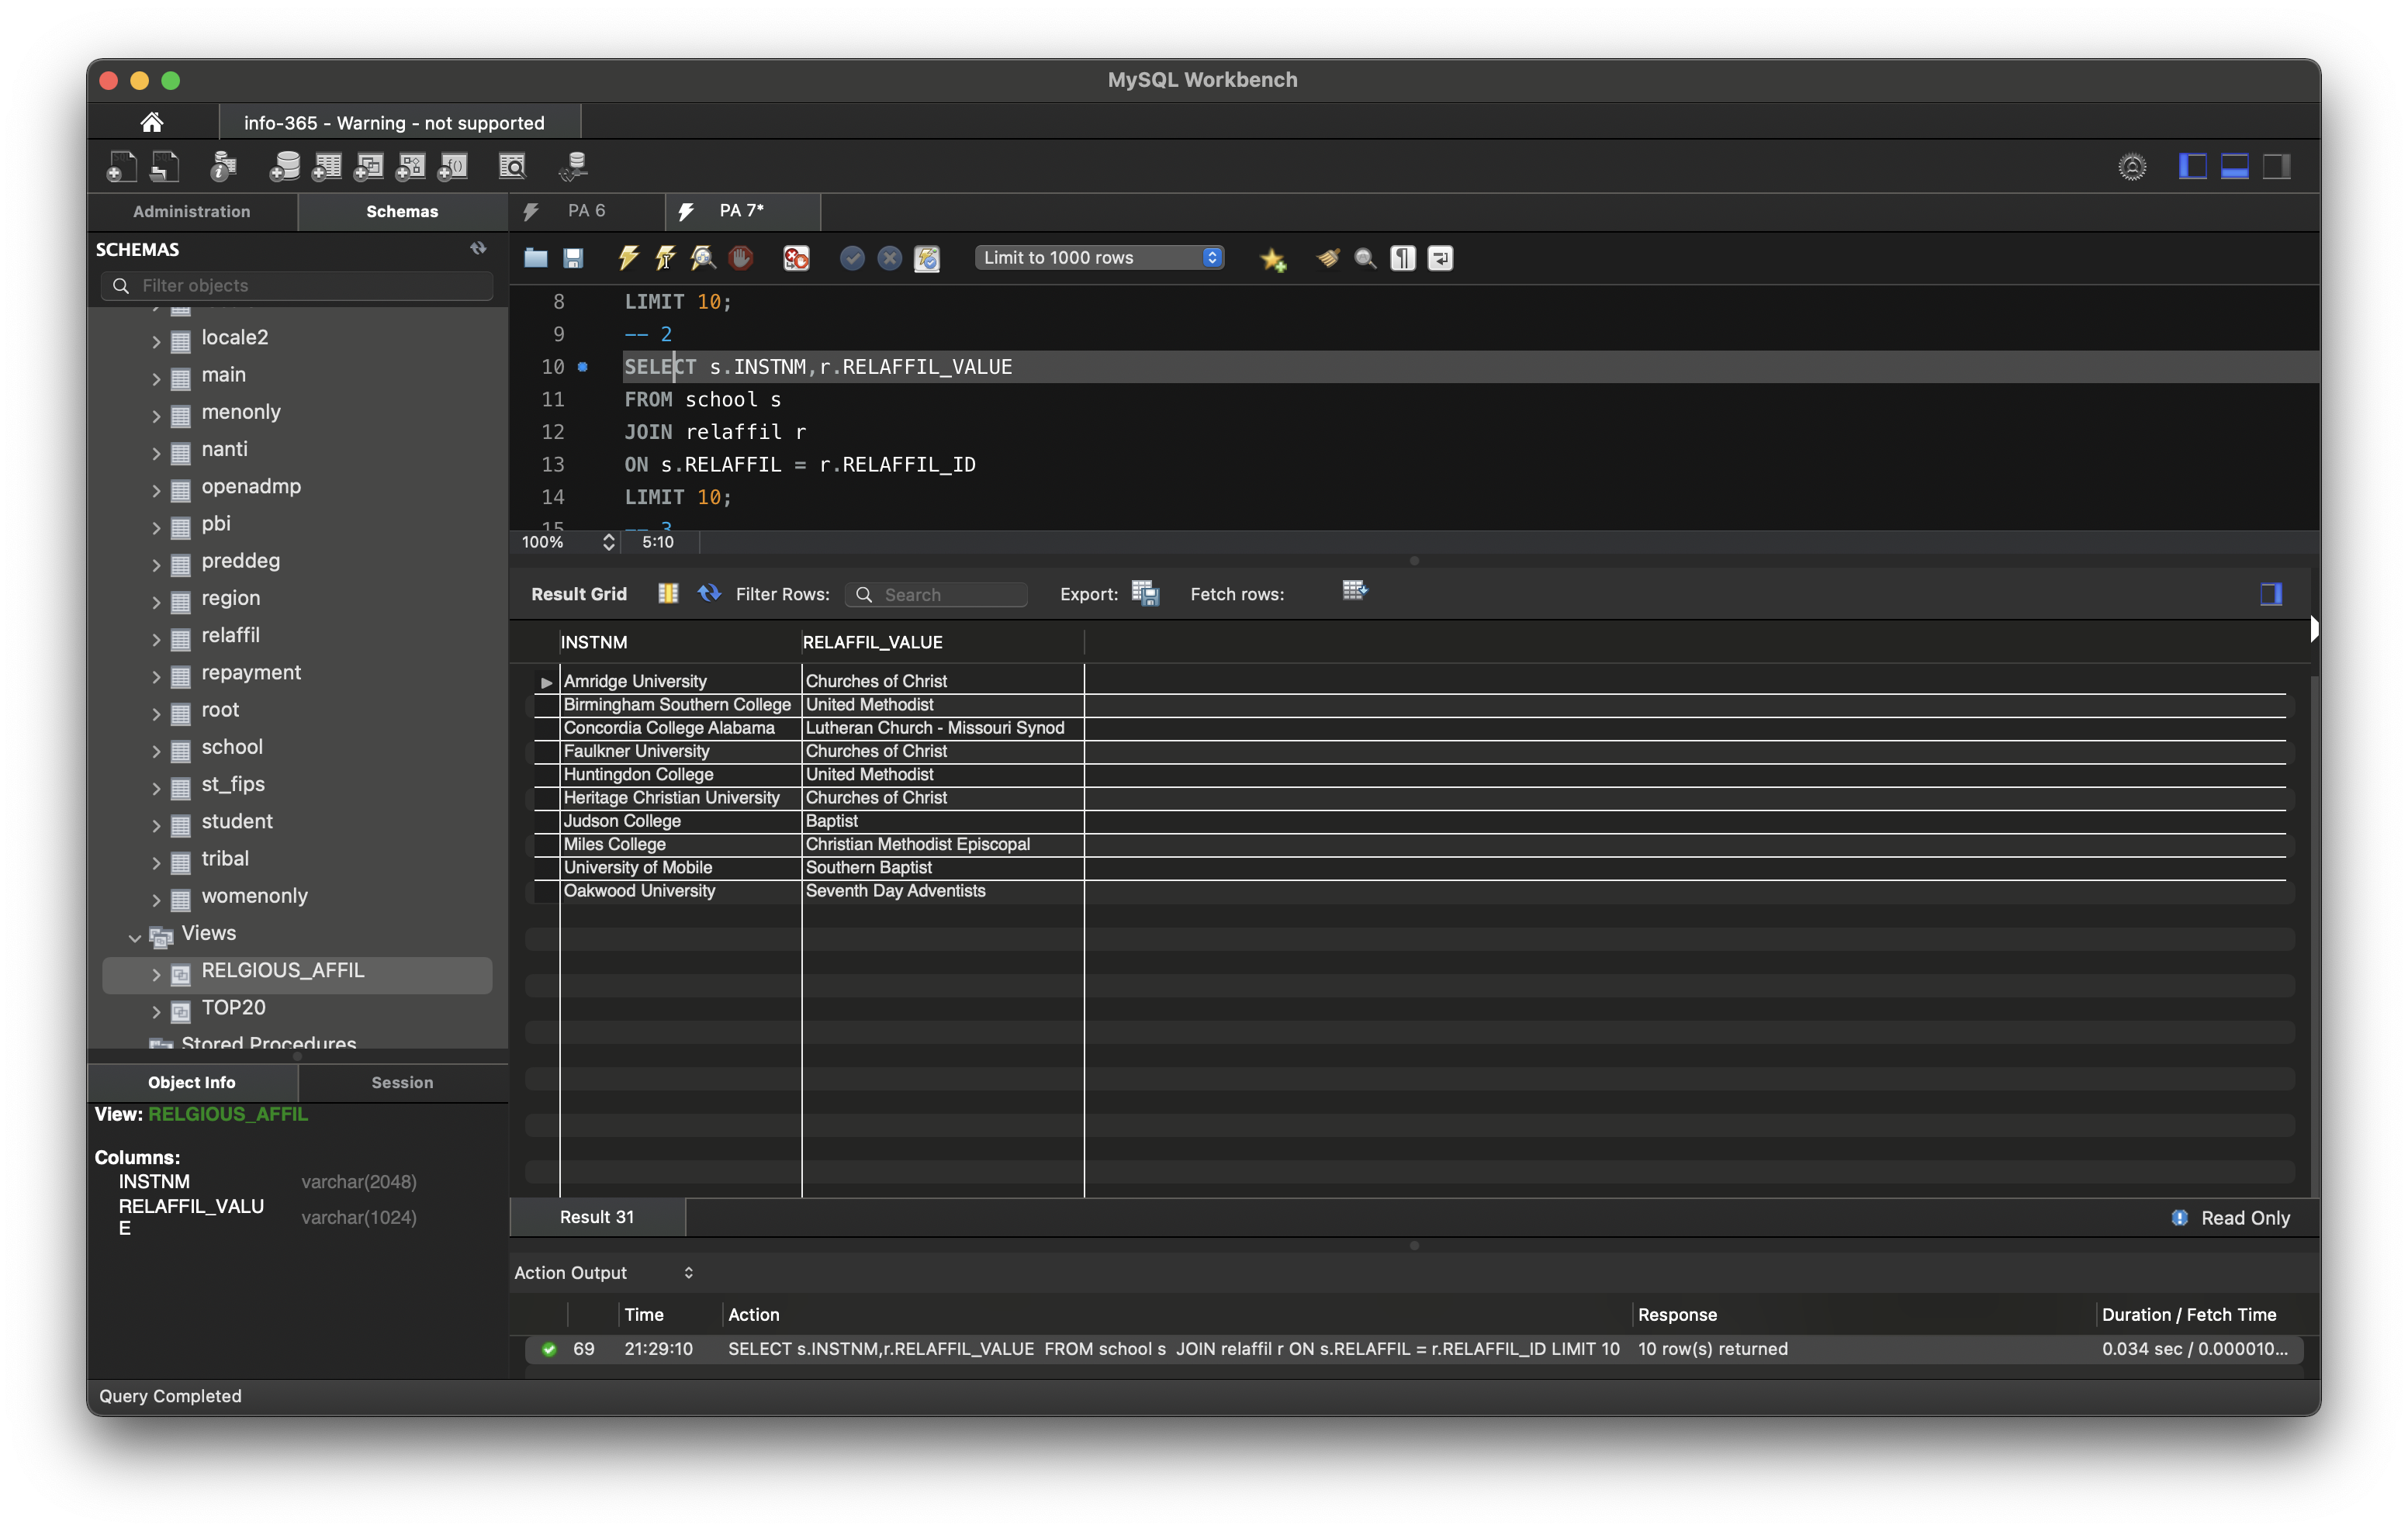 MySQL Workbench
info-365 - Warning - not supported
Administration
Schemas
PA 6
PA 7*
SCHEMAS
Filter objects
locale2
main
menonly
nanti
openadmp
pbi
preddeg
region
relaffil
repayment
root
school
st_fips
student
tribal
womenonly
Views
RELGIOUS_AFFIL
TOP20
Stored Procedures
Object Info
Session
View: RELGIOUS_AFFIL
Columns:
INSTNM varchar(2048)
RELAFFIL_VALU
E varchar(1024)
Limit to 1000 rows
8 LIMIT 10;
9 -- 2
10 SELECT s.INSTNM,r.RELAFFIL_VALUE
11 FROM school s
12 JOIN relaffil r
13 ON s.RELAFFIL = r.RELAFFIL_ID
14 LIMIT 10;
15 -- 3
100% 5:10
Result Grid Filter Rows: Search Export: Fetch rows:
INSTNM RELAFFIL_VALUE
Amridge University Churches of Christ
Birmingham Southern College United Methodist
Concordia College Alabama Lutheran Church - Missouri Synod
Faulkner University Churches of Christ
Huntingdon College United Methodist
Heritage Christian University Churches of Christ
Judson College Baptist
Miles College Christian Methodist Episcopal
University of Mobile Southern Baptist
Oakwood University Seventh Day Adventists
Result 31
Read Only
Action Output
Time Action Response Duration / Fetch Time
69 21:29:10 SELECT s.INSTNM,r.RELAFFIL_VALUE FROM school s JOIN relaffil r ON s.RELAFFIL = r.RELAFFIL_ID LIMIT 10 10 row(s) returned 0.034 sec / 0.000010...
Query Completed